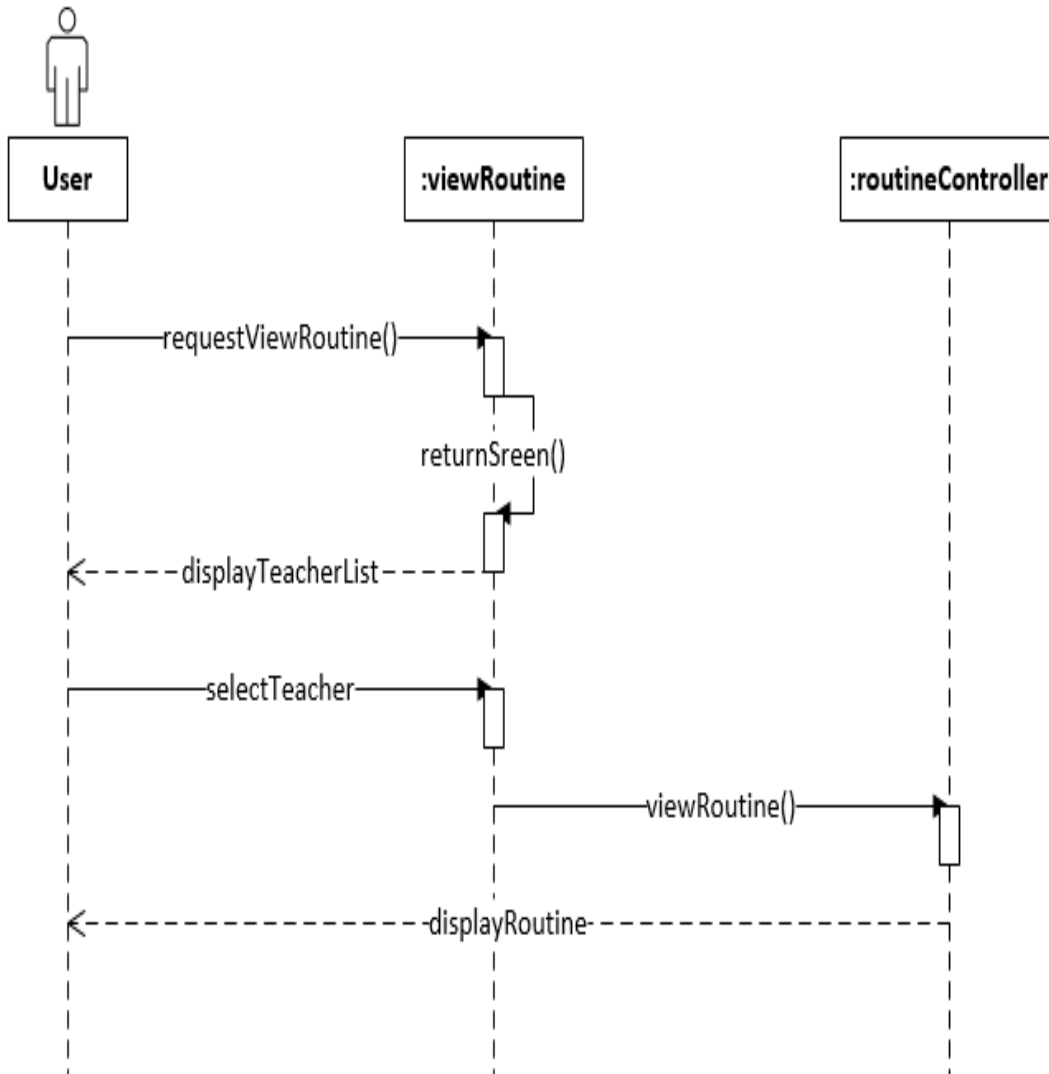 User
:viewRoutine
:routineController
requestViewRoutine()
returnSreen()
displayTeacherList
selectTeacher
viewRoutine()
displayRoutine